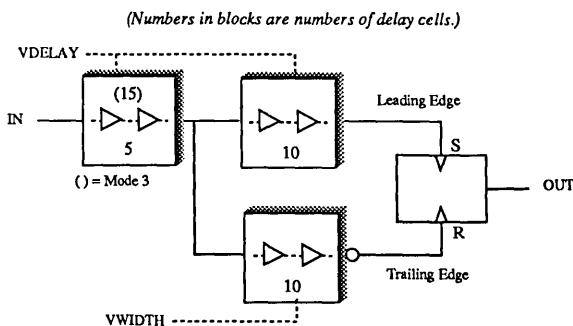 (Numbers in blocks are numbers of delay cells.)
VDELAY
(15)
5
IN
( ) = Mode 3
10
Leading Edge
S
OUT
R
10
Trailing Edge
VWIDTH